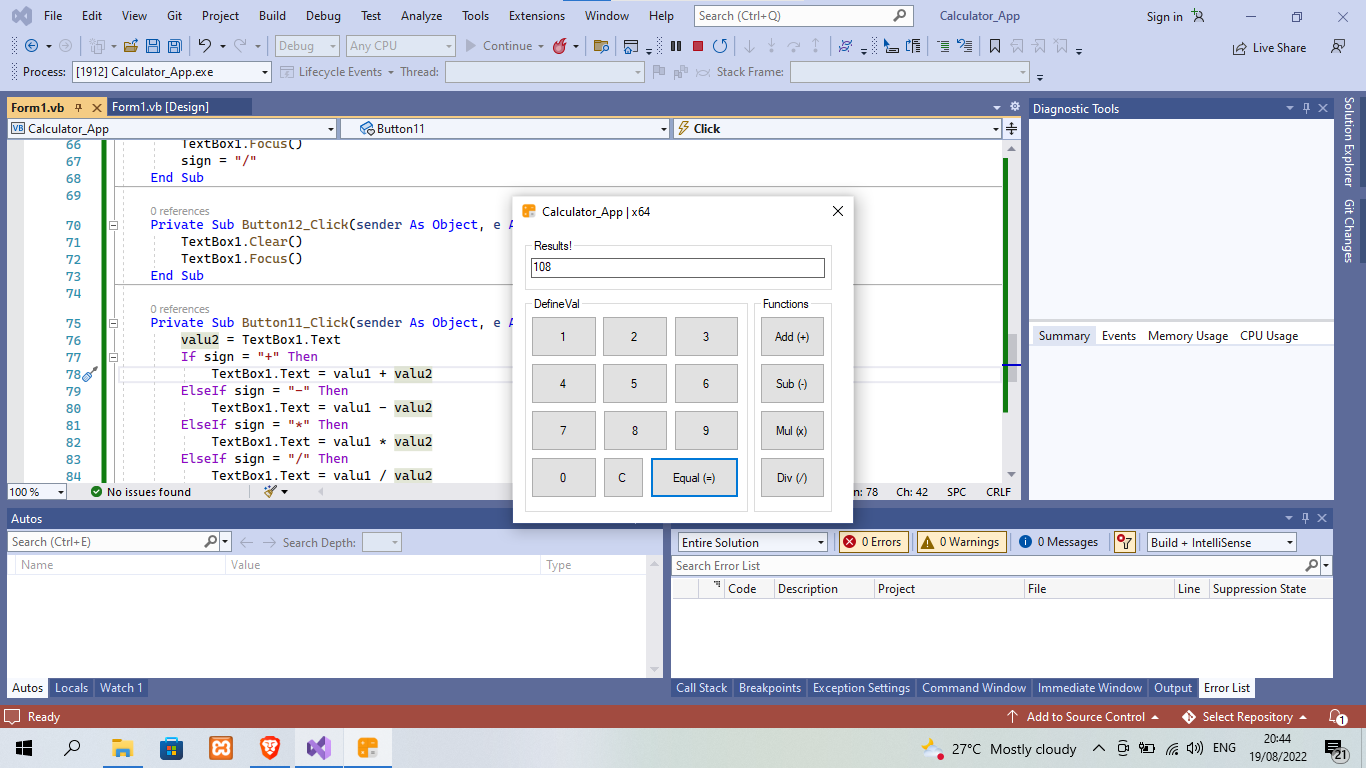 File Edit View Git Project Build Debug Test Analyze Tools Extensions Window Help Search (Ctrl+Q) Calculator_App Sign in
Debug Any CPU Continue Live Share
Process: [1912] Calculator_App.exe Lifecycle Events Thread: Stack Frame:
Form1.vb Form1.vb [Design]
VB Calculator_App Button11 Click
66 TextBox1.Focus()
67 sign = "/"
68 End Sub
69
0 references
70 Private Sub Button12_Click(sender As Object, e A
71 TextBox1.Clear()
72 TextBox1.Focus()
73 End Sub
74
0 references
75 Private Sub Button11_Click(sender As Object, e A
76 valu2 = TextBox1.Text
77 If sign = "+" Then
78 TextBox1.Text = valu1 + valu2
79 ElseIf sign = "-" Then
80 TextBox1.Text = valu1 - valu2
81 ElseIf sign = "*" Then
82 TextBox1.Text = valu1 * valu2
83 ElseIf sign = "/" Then
84 TextBox1.Text = valu1 / valu2
100 % No issues found n: 78 Ch: 42 SPC CRLF
Calculator_App | x64
Results!
108
DefineVal Functions
1 2 3 Add (+)
4 5 6 Sub (-)
7 8 9 Mul (x)
0 C Equal (=) Div (/)
Diagnostic Tools
Summary Events Memory Usage CPU Usage
Solution Explorer
Git Changes
Autos
Search (Ctrl+E) Search Depth:
Name Value Type
Autos Locals Watch 1
Entire Solution 0 Errors 0 Warnings 0 Messages Build + IntelliSense
Search Error List
Code Description Project File Line Suppression State
Call Stack Breakpoints Exception Settings Command Window Immediate Window Output Error List
Ready Add to Source Control Select Repository 1
27°C Mostly cloudy ENG
20:44
19/08/2022
21